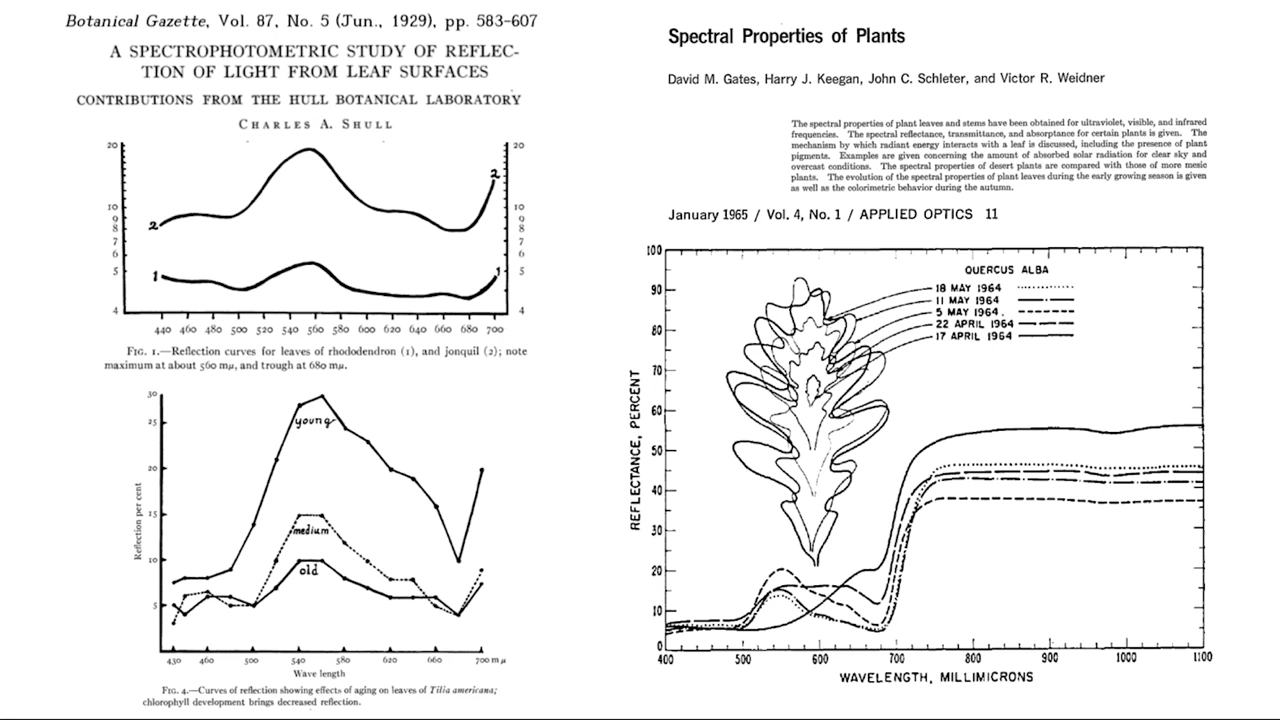 Botanical Gazette, Vol. 87, No. 5 (Jun., 1929), pp. 583-607
A SPECTROPHOTOMETRIC STUDY OF REFLEC-
TION OF LIGHT FROM LEAF SURFACES
CONTRIBUTIONS FROM THE HULL BOTANICAL LABORATORY
CHARLES A. SHULL
20
10
9
8
7
6
5
4
20
10
9
8
7
6
5
4
2
1
2
1
440 460 480 500 520 540 560 580 600 620 640 660 680 700
FIG. 1.—Reflection curves for leaves of rhododendron (1), and jonquil (2); note
maximum at about 560 mμ, and trough at 680 mμ.
Reflection per cent
30
25
20
15
10
5
young
medium
old
430 460 500 540 580 620 660 700 mμ
Wave length
FIG. 4.—Curves of reflection showing effects of aging on leaves of Tilia americana;
chlorophyll development brings decreased reflection.
Spectral Properties of Plants
David M. Gates, Harry J. Keegan, John C. Schleter, and Victor R. Weidner
The spectral properties of plant leaves and stems have been obtained for ultraviolet, visible, and infrared
frequencies. The spectral reflectance, transmittance, and absorptance for certain plants is given. The
mechanism by which radiant energy interacts with a leaf is discussed, including the presence of plant
pigments. Examples are given concerning the amount of absorbed solar radiation for clear sky and
overcast conditions. The spectral properties of desert plants are compared with those of more mesic
plants. The evolution of the spectral properties of plant leaves during the early growing season is given
as well as the colorimetric behavior during the autumn.
January 1965 / Vol. 4, No. 1 / APPLIED OPTICS 11
REFLECTANCE, PERCENT
100
90
80
70
60
50
40
30
20
10
0
QUERCUS ALBA
18 MAY 1964
11 MAY 1964
5 MAY 1964.
22 APRIL 1964
17 APRIL 1964
400 500 600 700 800 900 1000 1100
WAVELENGTH, MILLIMICRONS